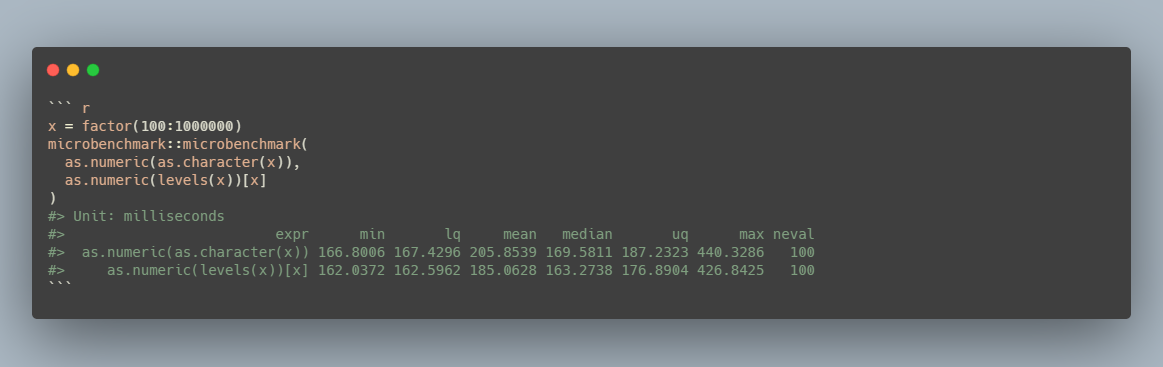 ``` r
x = factor(100:1000000)
microbenchmark::microbenchmark(
  as.numeric(as.character(x)),
  as.numeric(levels(x))[x]
)
#> Unit: milliseconds
#>                         expr      min       lq     mean   median       uq      max neval
#>  as.numeric(as.character(x)) 166.8006 167.4296 205.8539 169.5811 187.2323 440.3286   100
#>     as.numeric(levels(x))[x] 162.0372 162.5962 185.0628 163.2738 176.8904 426.8425   100
```